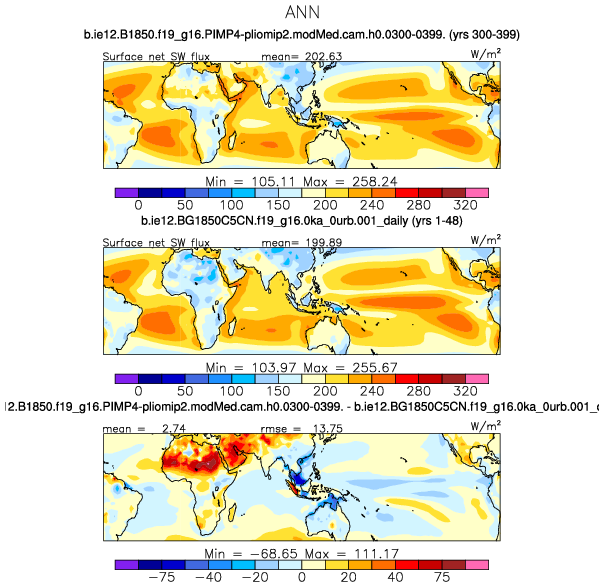 ANN
b.ie12.B1850.f19_g16.PIMP4-pliomip2.modMed.cam.h0.0300-0399. (yrs 300-399)
Surface net SW flux mean= 202.63 W/m²
Min = 105.11 Max = 258.24
0 50 100 150 200 240 280 320
b.ie12.BG1850C5CN.f19_g16.0ka_0urb.001_daily (yrs 1-48)
Surface net SW flux mean= 199.89 W/m²
Min = 103.97 Max = 255.67
0 50 100 150 200 240 280 320
12.B1850.f19_g16.PIMP4-pliomip2.modMed.cam.h0.0300-0399. - b.ie12.BG1850C5CN.f19_g16.0ka_0urb.001_
mean = 2.74 rmse = 13.75 W/m²
Min = -68.65 Max = 111.17
-75 -40 -20 0 20 40 75